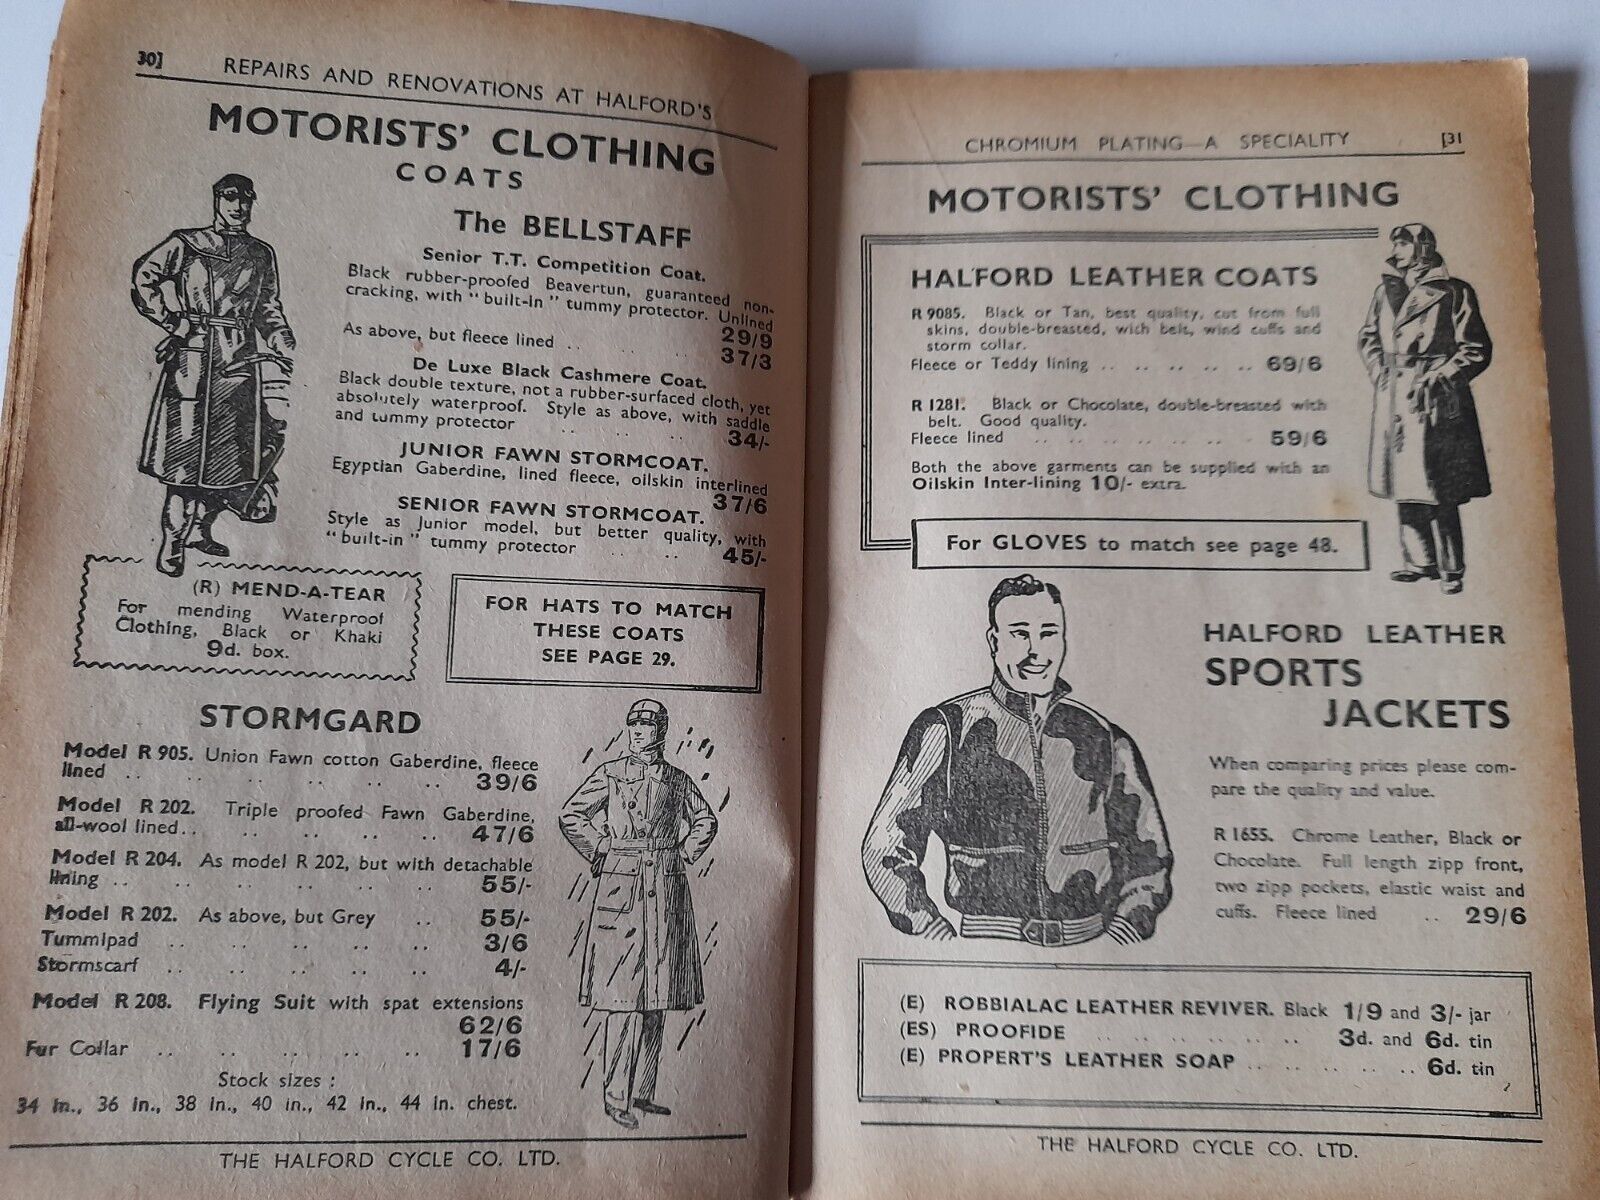 30]
REPAIRS AND RENOVATIONS AT HALFORD'S
MOTORISTS' CLOTHING
COATS
The BELLSTAFF
Senior T.T. Competition Coat.
Black rubber-proofed Beavertun, guaranteed non-
cracking, with "built-in" tummy protector. Unlined
29/9
As above, but fleece lined .. .. .. 37/3
De Luxe Black Cashmere Coat.
Black double texture, not a rubber-surfaced cloth, yet
absolutely waterproof. Style as above, with saddle
and tummy protector .. .. .. 34/-
JUNIOR FAWN STORMCOAT.
Egyptian Gaberdine, lined fleece, oilskin interlined
37/6
SENIOR FAWN STORMCOAT.
Style as Junior model, but better quality, with
"built-in" tummy protector .. .. 45/-
(R) MEND-A-TEAR
For mending Waterproof
Clothing, Black or Khaki
9d. box.
FOR HATS TO MATCH
THESE COATS
SEE PAGE 29.
STORMGARD
Model R 905. Union Fawn cotton Gaberdine, fleece
lined .. .. .. .. .. 39/6
Model R 202. Triple proofed Fawn Gaberdine,
all-wool lined .. .. .. .. .. 47/6
Model R 204. As model R 202, but with detachable
lining .. .. .. .. .. .. 55/-
Model R 202. As above, but Grey .. 55/-
Tummipad .. .. .. .. .. 3/6
Stormscarf .. .. .. .. .. 4/-
Model R 208. Flying Suit with spat extensions
62/6
Fur Collar .. .. .. .. .. 17/6
Stock sizes :
34 in., 36 in., 38 in., 40 in., 42 in., 44 in. chest.
THE HALFORD CYCLE CO. LTD.
CHROMIUM PLATING—A SPECIALITY
[31
MOTORISTS' CLOTHING
HALFORD LEATHER COATS
R 9085. Black or Tan, best quality, cut from full
skins, double-breasted, with belt, wind cuffs and
storm collar.
Fleece or Teddy lining .. .. .. .. .. 69/6
R 1281. Black or Chocolate, double-breasted with
belt. Good quality.
Fleece lined .. .. .. .. .. .. 59/6
Both the above garments can be supplied with an
Oilskin Inter-lining 10/- extra.
For GLOVES to match see page 48.
HALFORD LEATHER
SPORTS
JACKETS
When comparing prices please com-
pare the quality and value.
R 1655. Chrome Leather, Black or
Chocolate. Full length zipp front,
two zipp pockets, elastic waist and
cuffs. Fleece lined .. 29/6
(E) ROBBIALAC LEATHER REVIVER. Black 1/9 and 3/- jar
(ES) PROOFIDE .. .. .. .. .. .. 3d. and 6d. tin
(E) PROPERT'S LEATHER SOAP .. .. .. .. .. 6d. tin
THE HALFORD CYCLE CO. LTD.